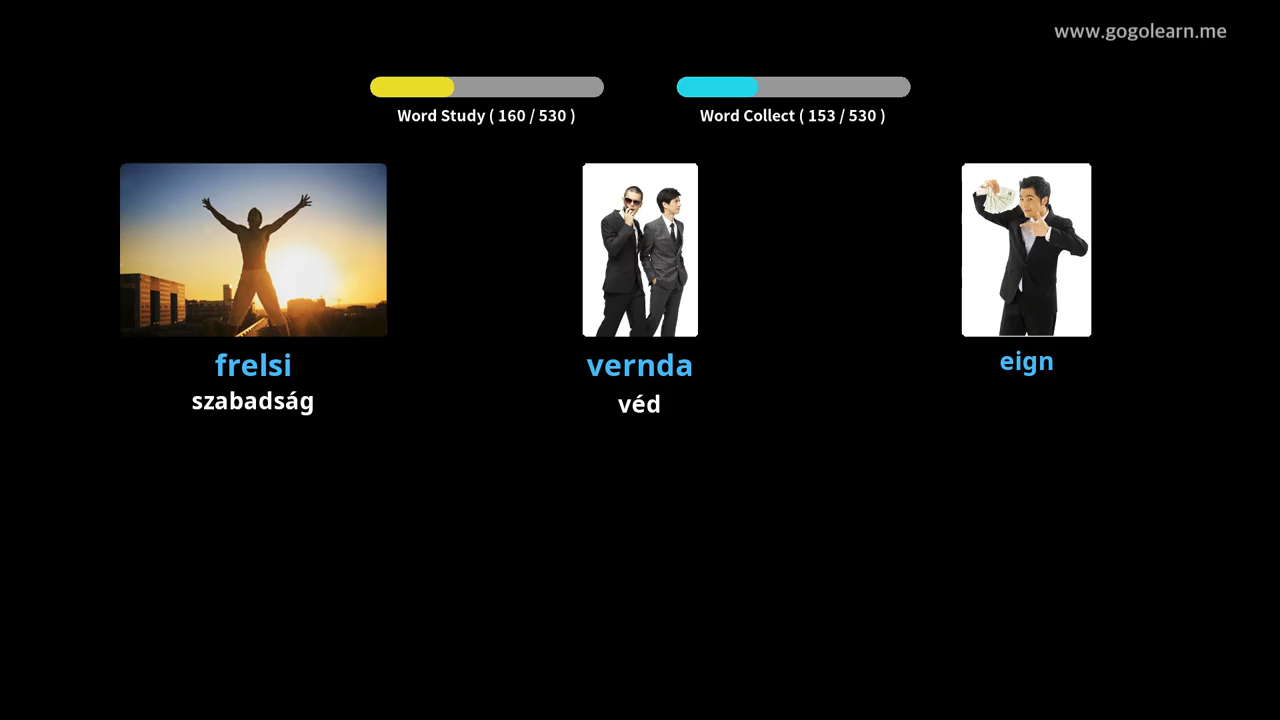 www.gogolearn.me
Word Study ( 160 / 530 )
Word Collect ( 153 / 530 )
frelsi
szabadság
vernda
véd
eign